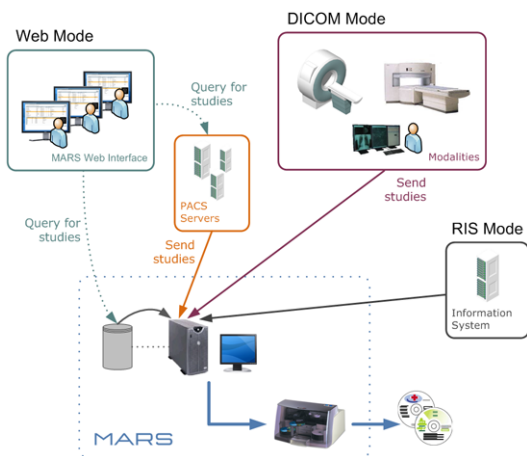 Web Mode
DICOM Mode
MARS Web Interface
Query for
studies
Modalities
PACS
Servers
Send
studies
Query for
studies
Send
studies
RIS Mode
Information
System
MARS